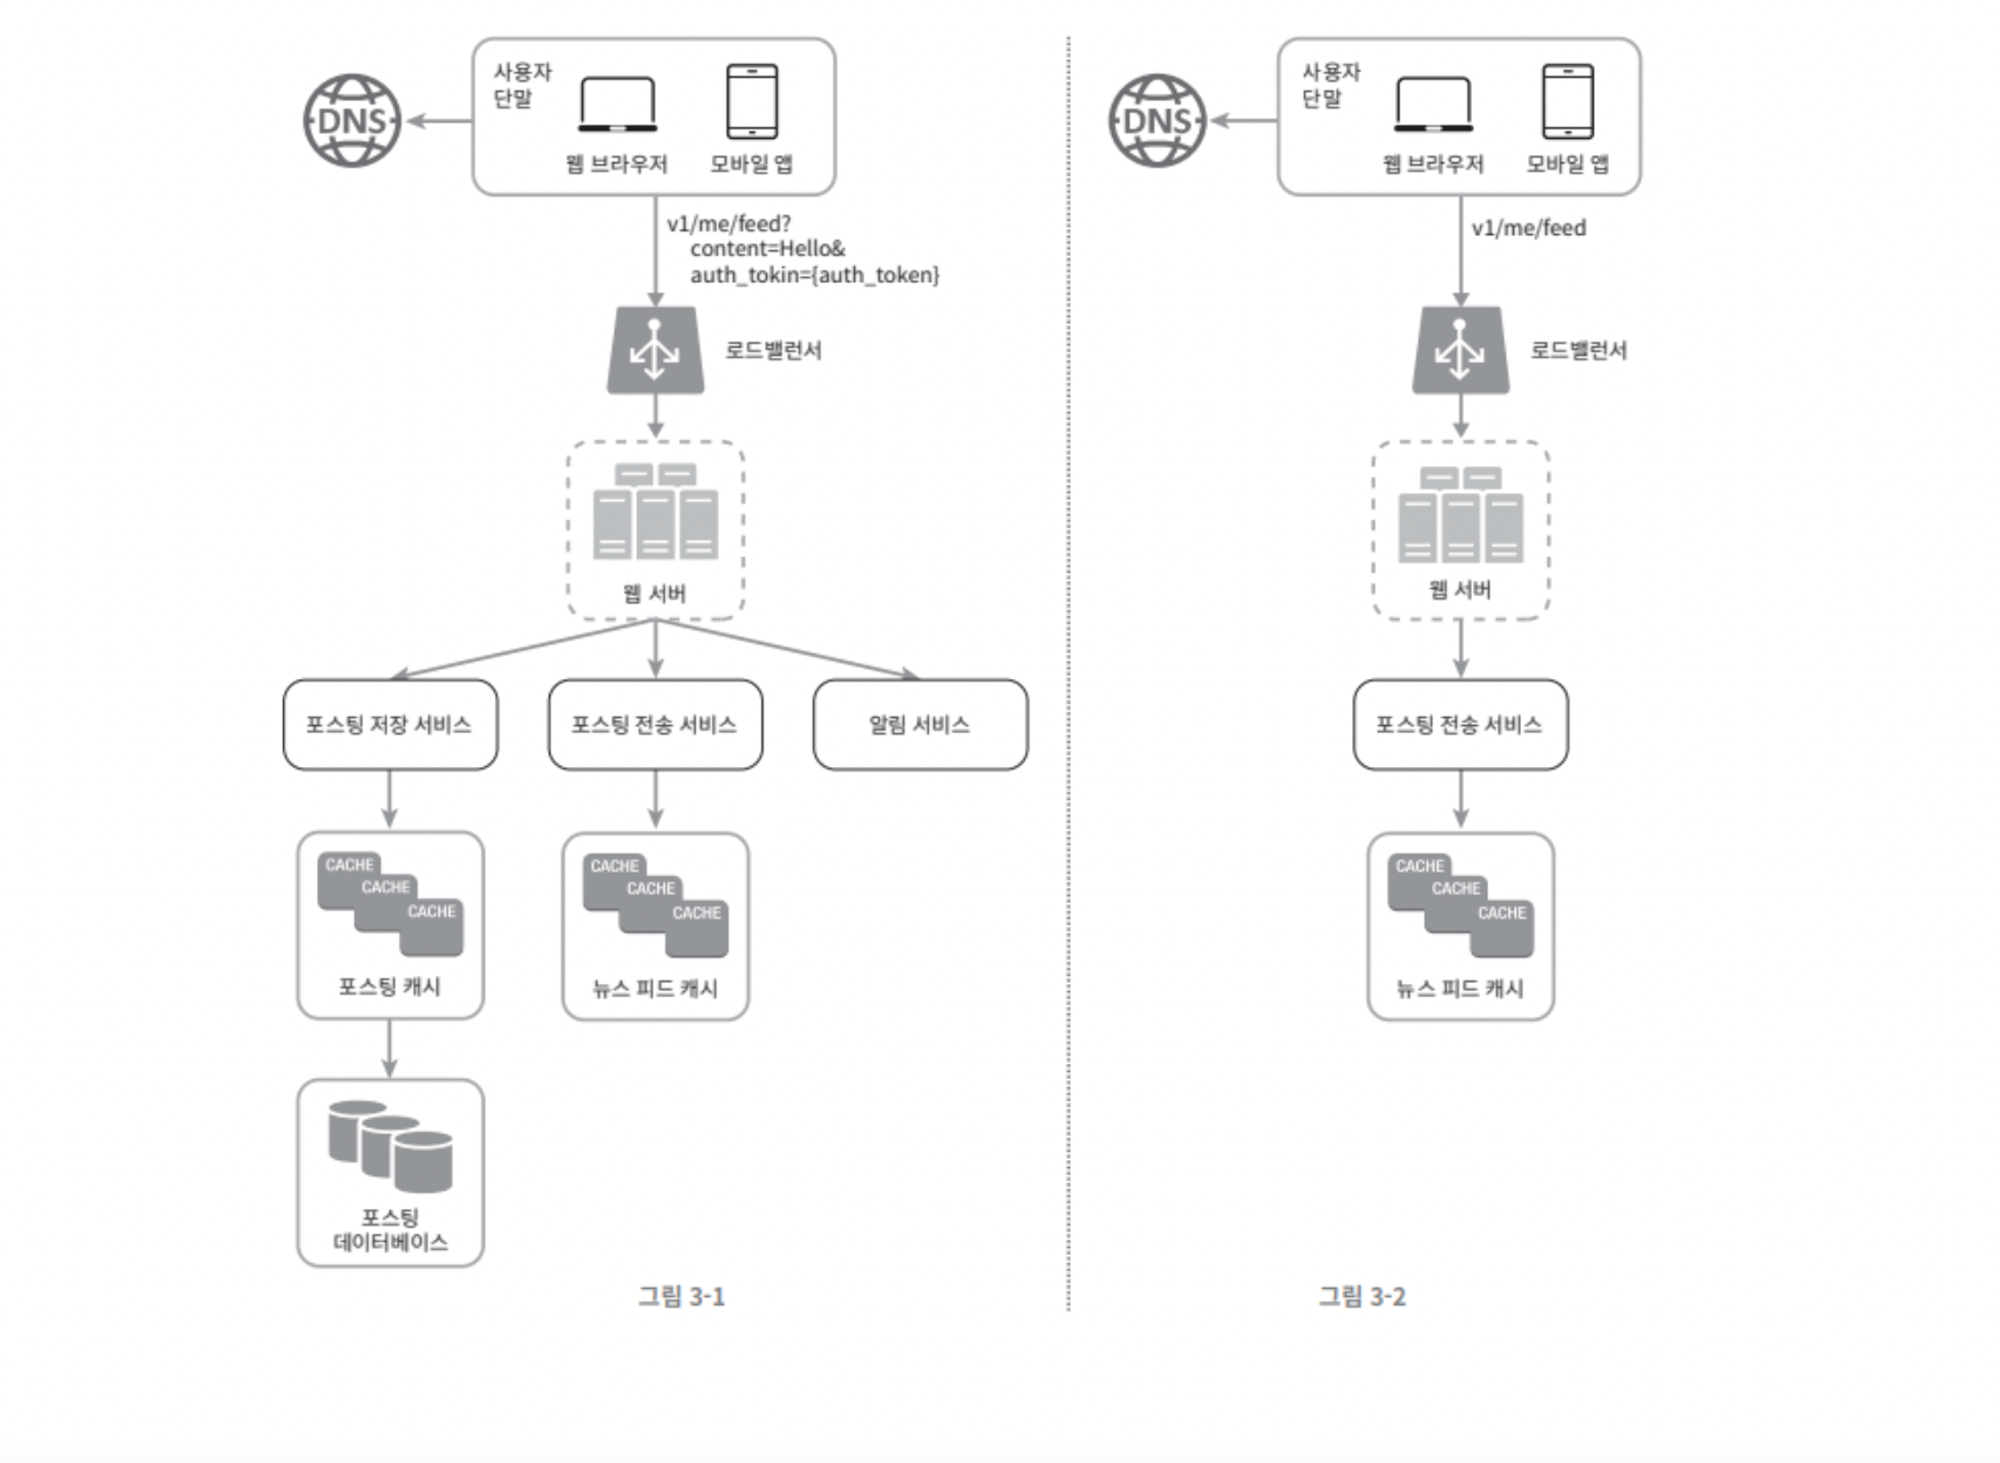 DNS
사용자
단말
웹 브라우저
모바일 앱
v1/me/feed?
content=Hello&
auth_tokin={auth_token}
로드밸런서
웹 서버
포스팅 저장 서비스
포스팅 전송 서비스
알림 서비스
CACHE
CACHE
CACHE
포스팅 캐시
CACHE
CACHE
CACHE
뉴스 피드 캐시
포스팅
데이터베이스
그림 3-1
DNS
사용자
단말
웹 브라우저
모바일 앱
v1/me/feed
로드밸런서
웹 서버
포스팅 전송 서비스
CACHE
CACHE
CACHE
뉴스 피드 캐시
그림 3-2